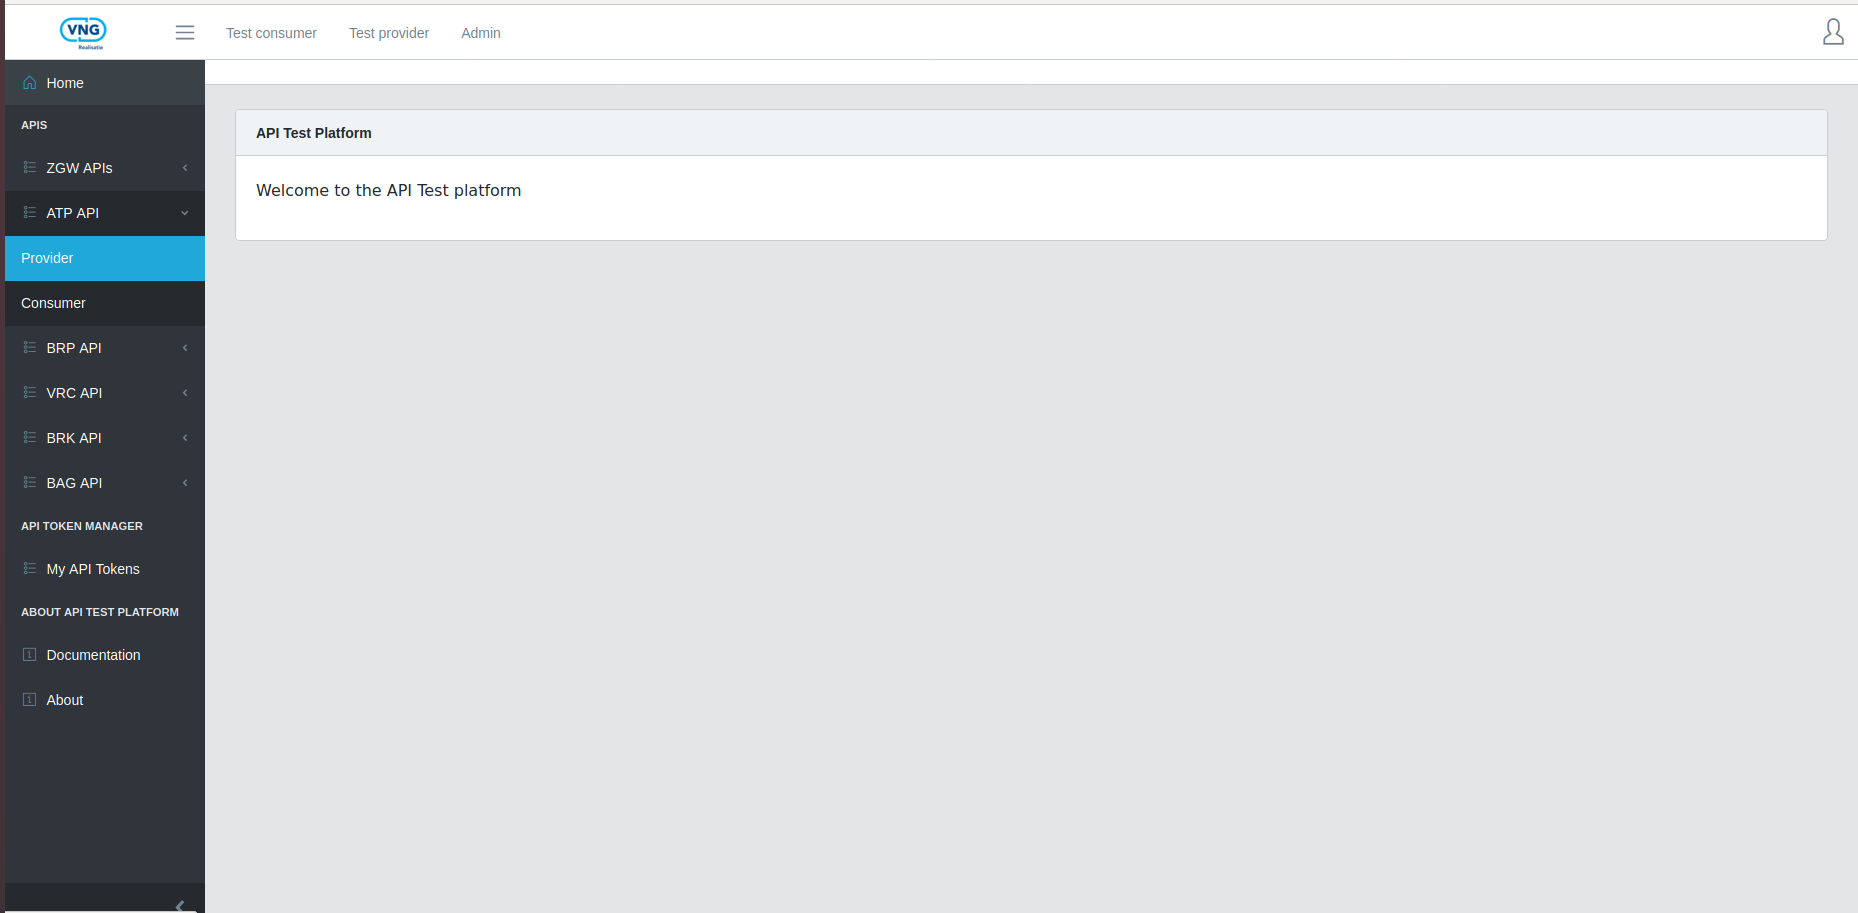 VNG
Realisatie
Test consumer
Test provider
Admin
Home
APIS
ZGW APIs
ATP API
Provider
Consumer
BRP API
VRC API
BRK API
BAG API
API TOKEN MANAGER
My API Tokens
ABOUT API TEST PLATFORM
Documentation
About
API Test Platform
Welcome to the API Test platform